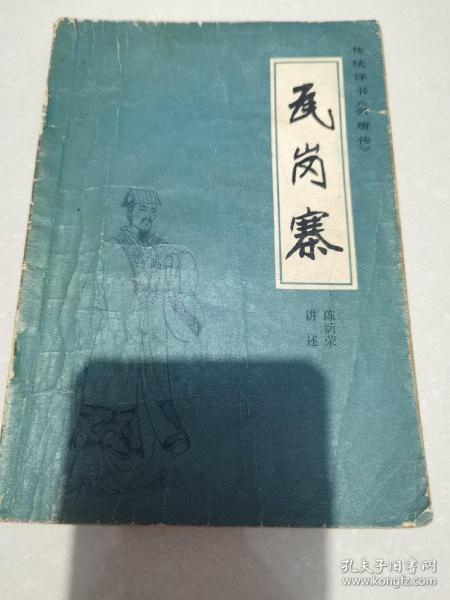 传统评书《兴唐传》
瓦岗寨
陈荫荣
讲述
孔夫子旧书网
kongfz.com